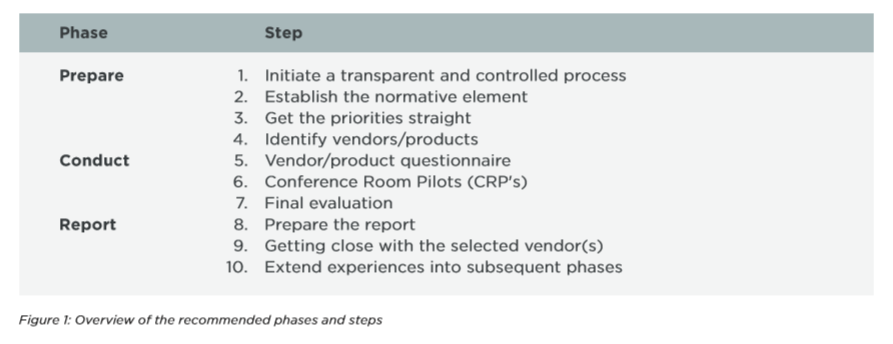 Phase Step
Prepare 1. Initiate a transparent and controlled process
2. Establish the normative element
3. Get the priorities straight
4. Identify vendors/products
Conduct 5. Vendor/product questionnaire
6. Conference Room Pilots (CRP's)
7. Final evaluation
Report 8. Prepare the report
9. Getting close with the selected vendor(s)
10. Extend experiences into subsequent phases
Figure 1: Overview of the recommended phases and steps